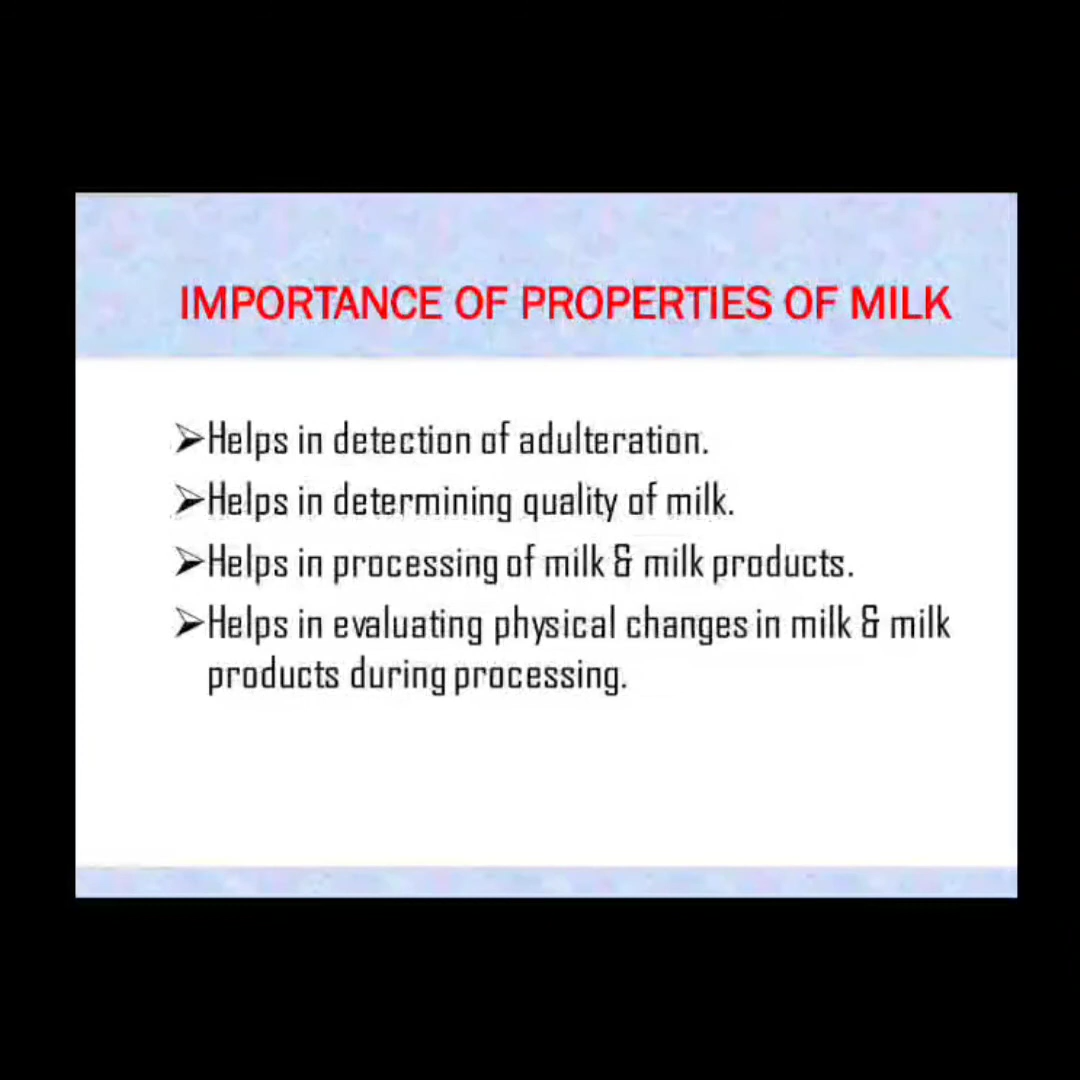 IMPORTANCE OF PROPERTIES OF MILK
➢Helps in detection of adulteration.
➢Helps in determining quality of milk.
➢Helps in processing of milk & milk products.
➢Helps in evaluating physical changes in milk & milk
products during processing.